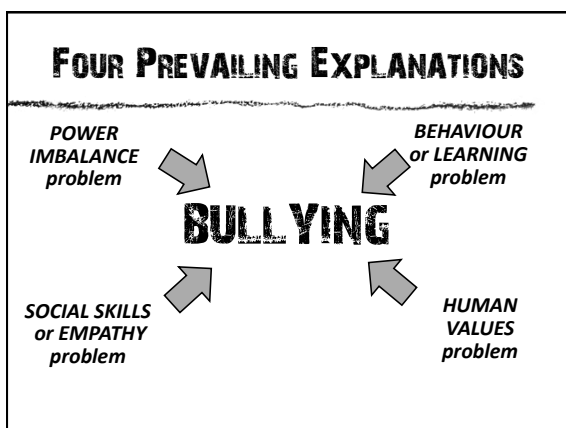 FOUR PREVAILING EXPLANATIONS
POWER
IMBALANCE
problem
BEHAVIOUR
or LEARNING
problem
BULLYING
SOCIAL SKILLS
or EMPATHY
problem
HUMAN
VALUES
problem